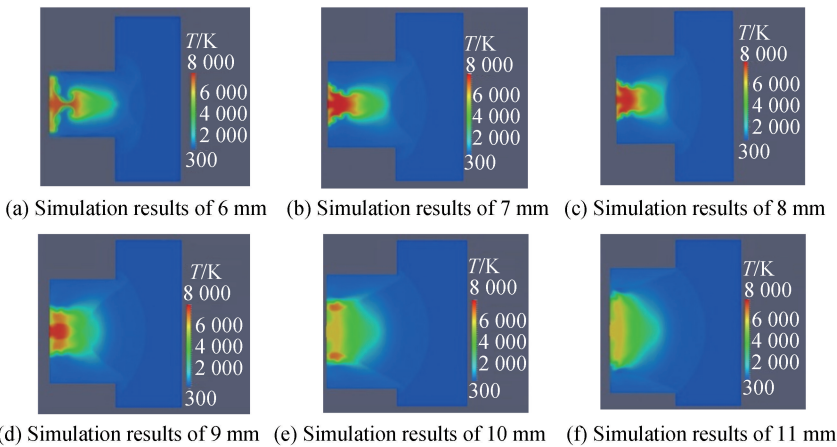 T/K
8 000
6 000
4 000
2 000
300
T/K
8 000
6 000
4 000
2 000
300
T/K
8 000
6 000
4 000
2 000
300
(a) Simulation results of 6 mm
(b) Simulation results of 7 mm
(c) Simulation results of 8 mm
T/K
8 000
6 000
4 000
2 000
300
T/K
8 000
6 000
4 000
2 000
300
T/K
8 000
6 000
4 000
2 000
300
(d) Simulation results of 9 mm
(e) Simulation results of 10 mm
(f) Simulation results of 11 mm